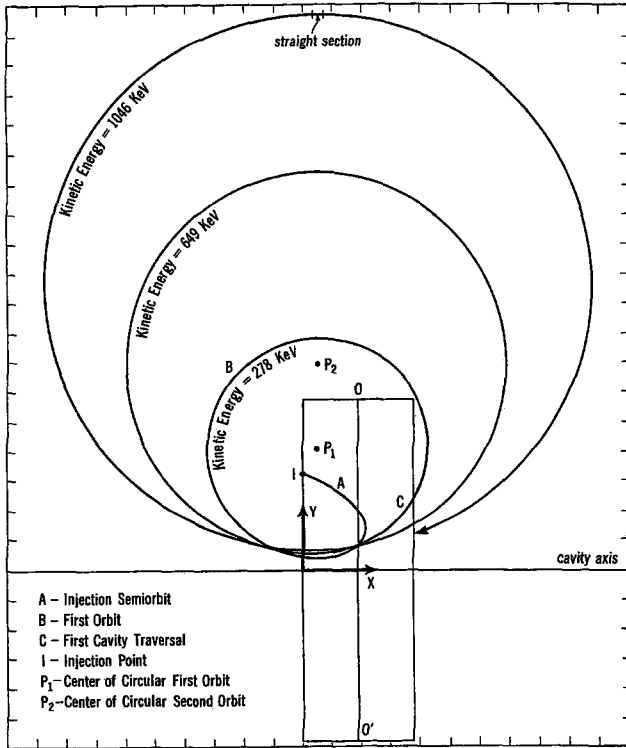 straight section
Kinetic Energy = 1046 KeV
Kinetic Energy = 649 KeV
Kinetic Energy = 278 KeV
B
P2
O
P1
I
A
C
Y
X
cavity axis
A – Injection Semiorbit
B – First Orbit
C – First Cavity Traversal
I – Injection Point
P1–Center of Circular First Orbit
P2–Center of Circular Second Orbit
O'